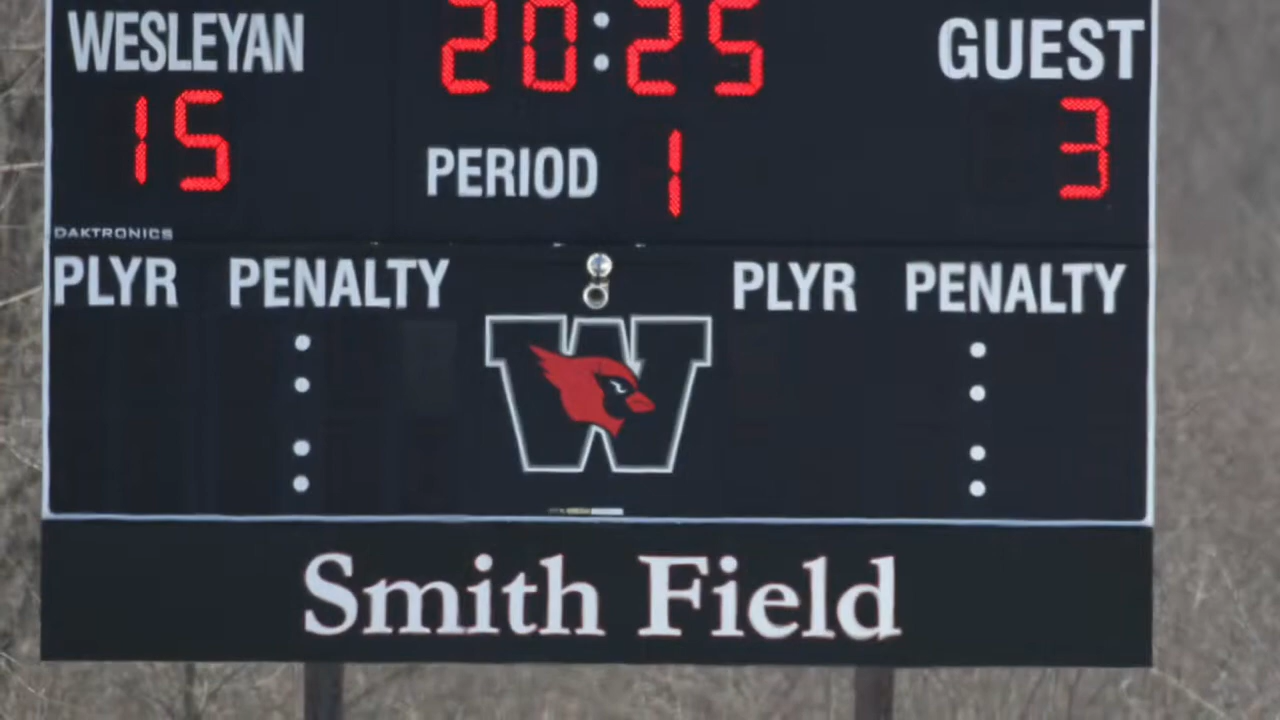 WESLEYAN 20:25 GUEST
15 PERIOD 1 3
DAKTRONICS
PLYR PENALTY PLYR PENALTY
W
Smith Field